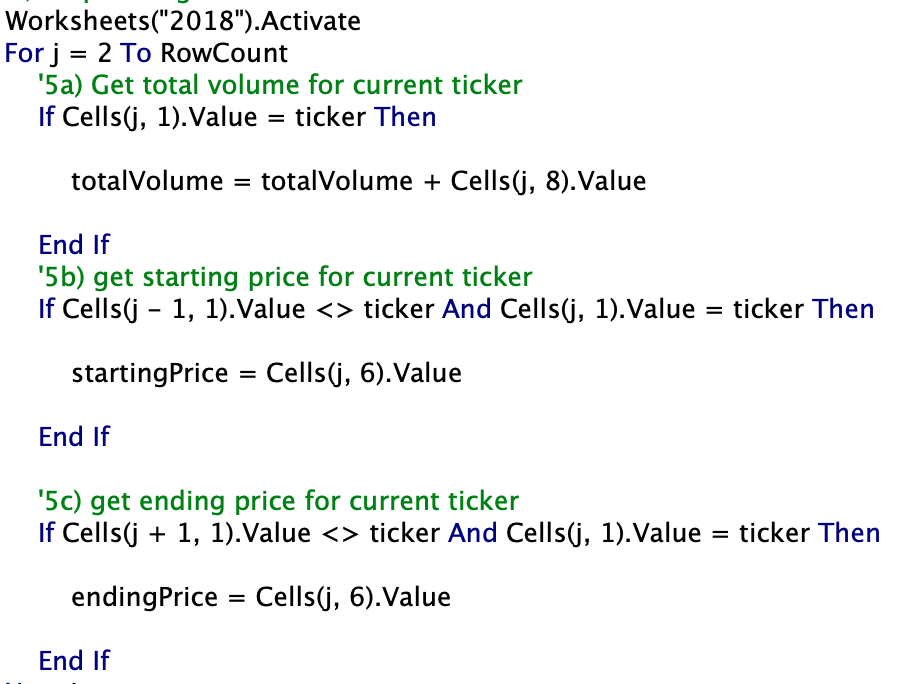 Worksheets("2018").Activate
For j = 2 To RowCount
'5a) Get total volume for current ticker
If Cells(j, 1).Value = ticker Then
totalVolume = totalVolume + Cells(j, 8).Value
End If
'5b) get starting price for current ticker
If Cells(j - 1, 1).Value <> ticker And Cells(j, 1).Value = ticker Then
startingPrice = Cells(j, 6).Value
End If
'5c) get ending price for current ticker
If Cells(j + 1, 1).Value <> ticker And Cells(j, 1).Value = ticker Then
endingPrice = Cells(j, 6).Value
End If